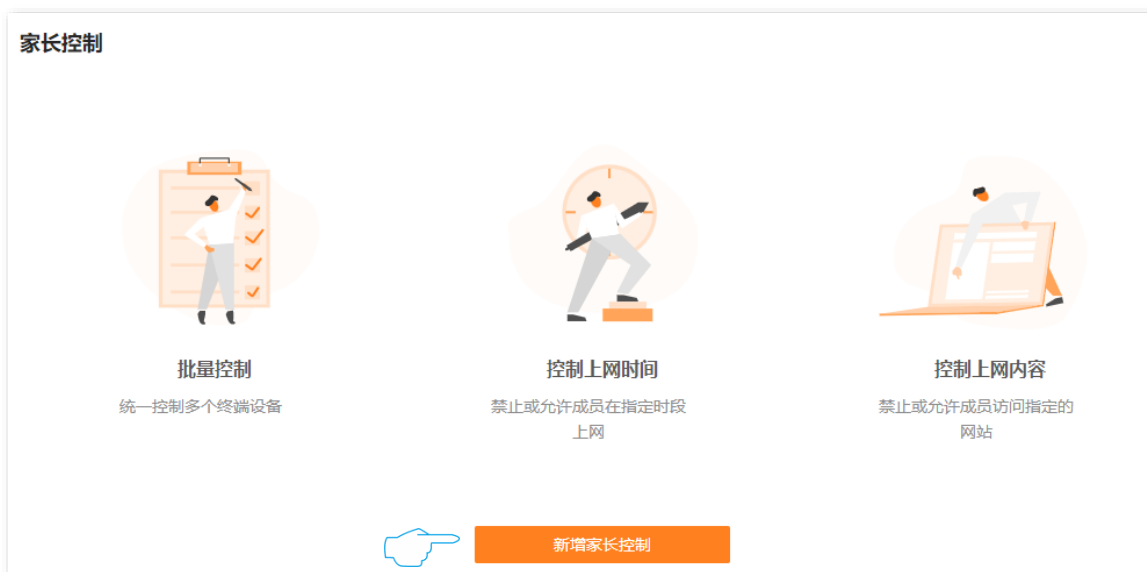 家长控制
批量控制
统一控制多个终端设备
控制上网时间
禁止或允许成员在指定时段
上网
控制上网内容
禁止或允许成员访问指定的
网站
新增家长控制